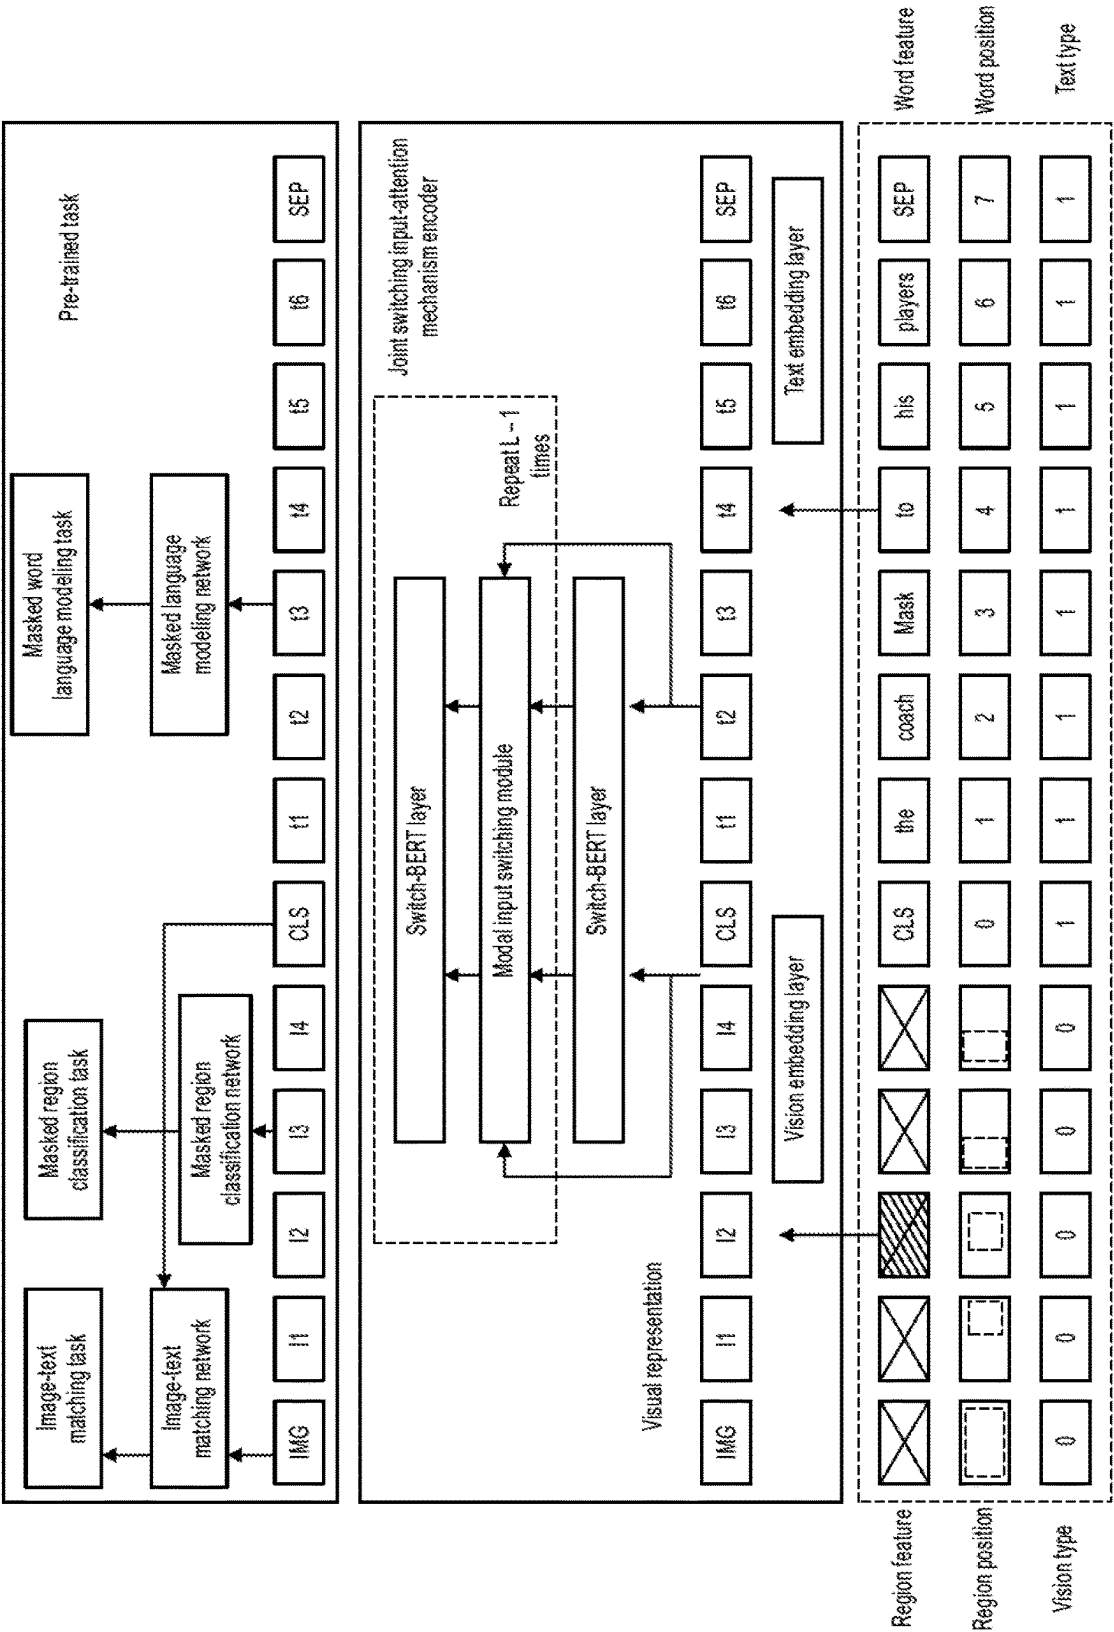 Pre-trained task
Image-text
matching task
Masked region
classification task
Masked word
language modeling task
Image-text
matching network
Masked region
classification network
Masked language
modeling network
IMG I1 I2 I3 I4 CLS t1 t2 t3 t4 t5 t6 SEP
Joint switching input-attention
mechanism encoder
Switch-BERT layer
Modal input switching module
Repeat L – 1
times
Switch-BERT layer
Visual representation
IMG I1 I2 I3 I4 CLS t1 t2 t3 t4 t5 t6 SEP
Vision embedding layer
Text embedding layer
Region feature CLS the coach Mask to his players SEP Word feature
Region position 0 1 2 3 4 5 6 7 Word position
Vision type 0 0 0 0 0 1 1 1 1 1 1 1 1 Text type